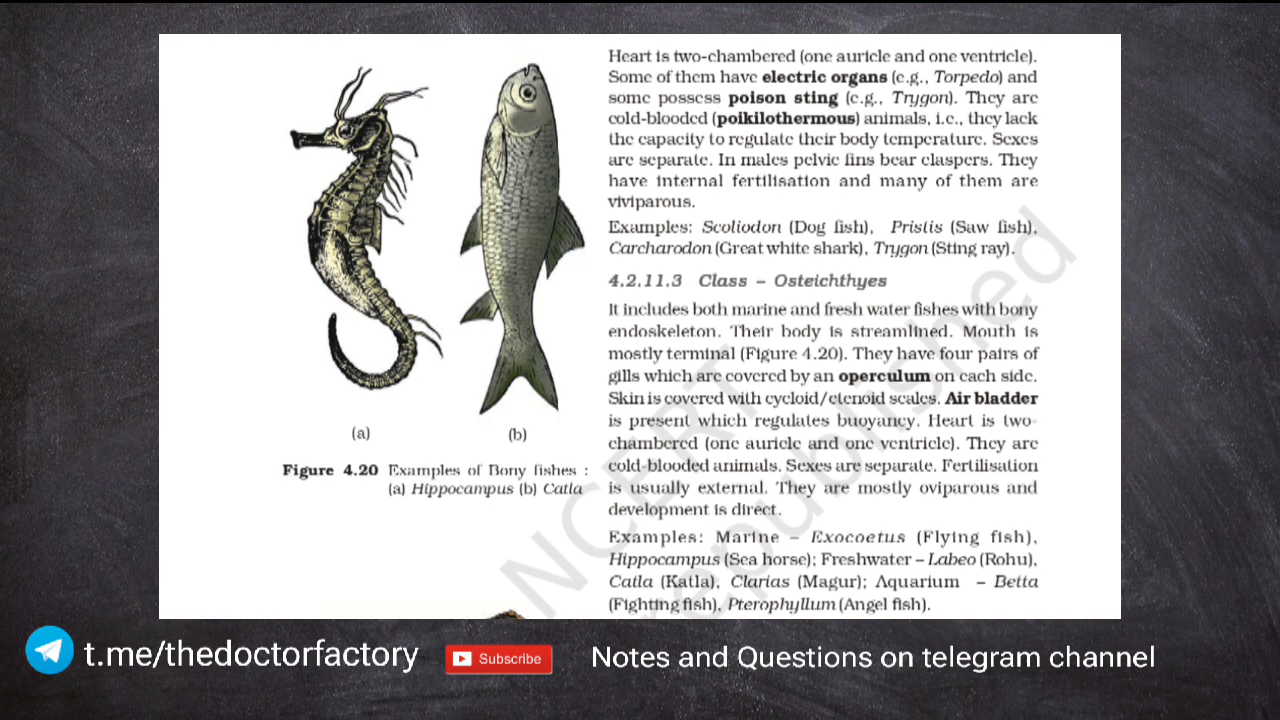 Heart is two-chambered (one auricle and one ventricle).
Some of them have electric organs (e.g., Torpedo) and
some possess poison sting (e.g., Trygon). They are
cold-blooded (poikilothermous) animals, i.e., they lack
the capacity to regulate their body temperature. Sexes
are separate. In males pelvic fins bear claspers. They
have internal fertilisation and many of them are
viviparous.
Examples: Scoliodon (Dog fish), Pristis (Saw fish),
Carcharodon (Great white shark), Trygon (Sting ray).
4.2.11.3 Class – Osteichthyes
It includes both marine and fresh water fishes with bony
endoskeleton. Their body is streamlined. Mouth is
mostly terminal (Figure 4.20). They have four pairs of
gills which are covered by an operculum on each side.
Skin is covered with cycloid/ctenoid scales. Air bladder
is present which regulates buoyancy. Heart is two-
chambered (one auricle and one ventricle). They are
cold-blooded animals. Sexes are separate. Fertilisation
is usually external. They are mostly oviparous and
development is direct.
Examples: Marine – Exocoetus (Flying fish),
Hippocampus (Sea horse); Freshwater – Labeo (Rohu),
Catla (Katla), Clarias (Magur); Aquarium – Betta
(Fighting fish), Pterophyllum (Angel fish).
(a)
(b)
Figure 4.20 Examples of Bony fishes :
(a) Hippocampus (b) Catla
NCERT
republished
t.me/thedoctorfactory
Subscribe
Notes and Questions on telegram channel